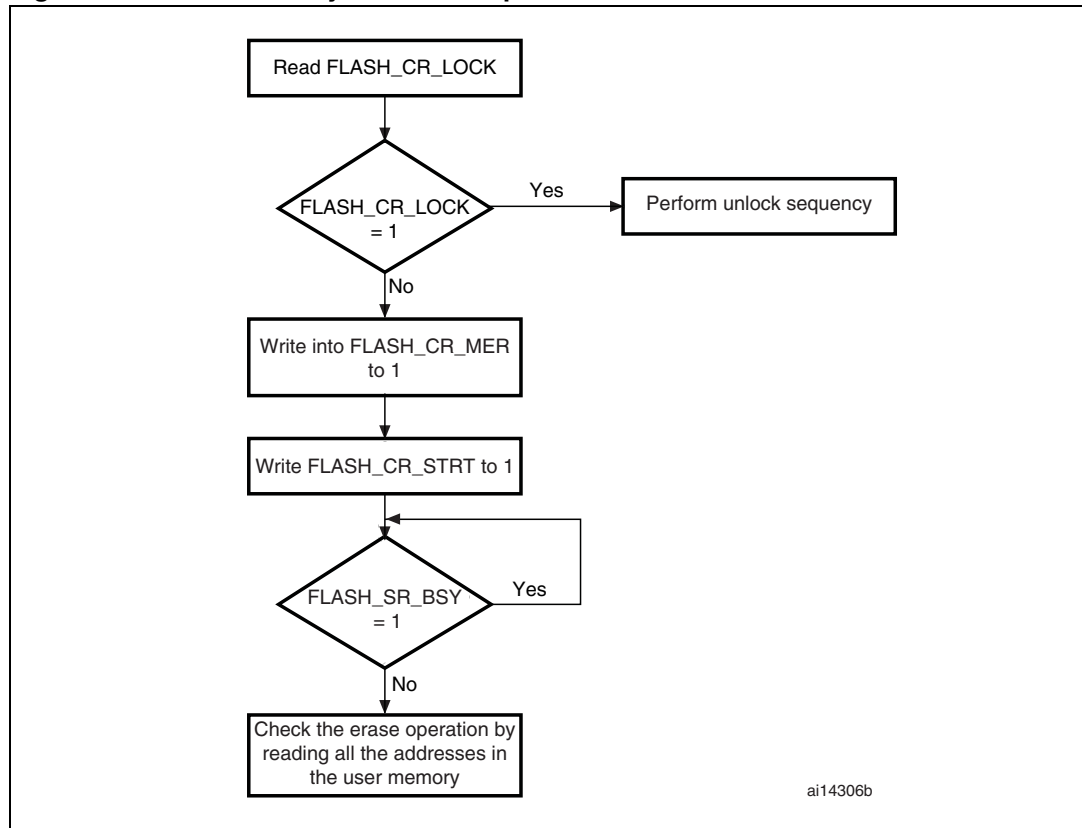 Read FLASH_CR_LOCK
FLASH_CR_LOCK
= 1
Yes
Perform unlock sequency
No
Write into FLASH_CR_MER
to 1
Write FLASH_CR_STRT to 1
FLASH_SR_BSY
= 1
Yes
No
Check the erase operation by
reading all the addresses in
the user memory
ai14306b